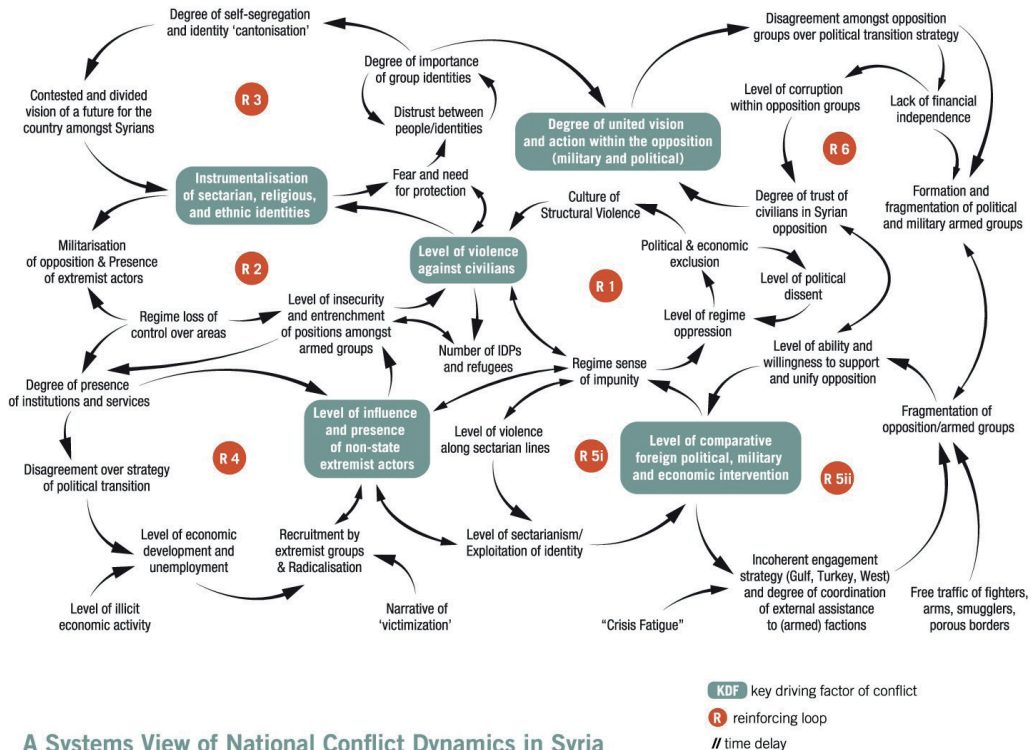 Degree of self-segregation
and identity 'cantonisation'
Disagreement amongst opposition
groups over political transition strategy
Degree of importance
of group identities
Contested and divided
vision of a future for the
country amongst Syrians
R 3
Distrust between
people/identities
Level of corruption
within opposition groups
Lack of financial
independence
Degree of united vision
and action within the opposition
(military and political)
R 6
Instrumentalisation
of sectarian, religious,
and ethnic identities
Fear and need
for protection
Culture of
Structural Violence
Degree of trust of
civilians in Syrian
opposition
Formation and
fragmentation of political
and military armed groups
Militarisation
of opposition & Presence
of extremist actors
R 2
Level of violence
against civilians
Political & economic
exclusion
R 1
Level of political
dissent
Regime loss of
control over areas
Level of insecurity
and entrenchment
of positions amongst
armed groups
Level of regime
oppression
Number of IDPs
and refugees
Regime sense
of impunity
Level of ability and
willingness to support
and unify opposition
Degree of presence
of institutions and services
Level of influence
and presence
of non-state
extremist actors
Level of violence
along sectarian lines
R 5i
Level of comparative
foreign political, military
and economic intervention
R 5ii
Fragmentation of
opposition/armed groups
R 4
Disagreement over strategy
of political transition
Level of economic
development and
unemployment
Recruitment by
extremist groups
& Radicalisation
Level of sectarianism/
Exploitation of identity
Incoherent engagement
strategy (Gulf, Turkey, West)
and degree of coordination
of external assistance
to (armed) factions
Level of illicit
economic activity
Narrative of
'victimization'
"Crisis Fatigue"
Free traffic of fighters,
arms, smugglers,
porous borders
KDF key driving factor of conflict
R reinforcing loop
// time delay
A Systems View of National Conflict Dynamics in Syria